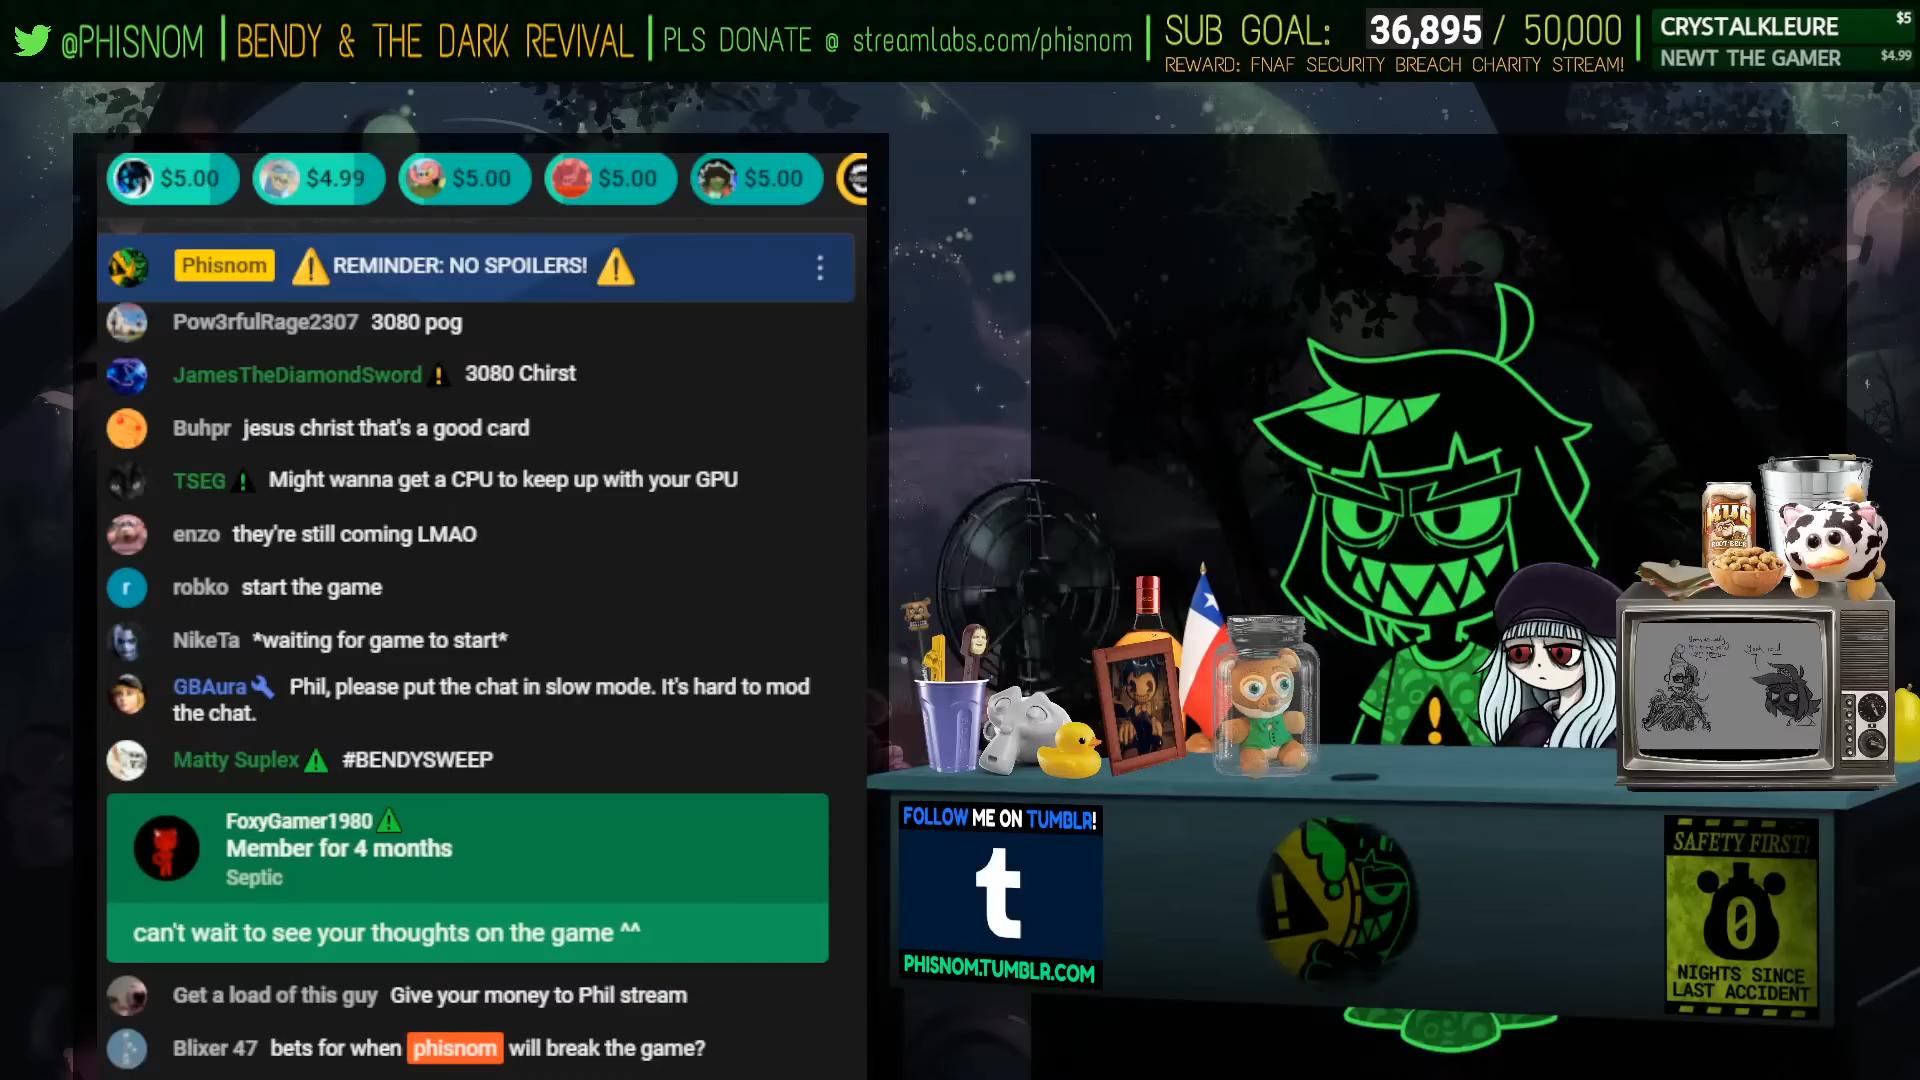 @PHISNOM
BENDY & THE DARK REVIVAL
PLS DONATE @ streamlabs.com/phisnom
SUB GOAL: 36,895 / 50,000
REWARD: FNAF SECURITY BREACH CHARITY STREAM!
CRYSTALKLEURE $5
NEWT THE GAMER $4.99
$5.00 $4.99 $5.00 $5.00 $5.00
Phisnom ⚠️REMINDER: NO SPOILERS! ⚠️
Pow3rfulRage2307 3080 pog
JamesTheDiamondSword 3080 Chirst
Buhpr jesus christ that's a good card
TSEG Might wanna get a CPU to keep up with your GPU
enzo they're still coming LMAO
r robko start the game
NikeTa *waiting for game to start*
GBAura Phil, please put the chat in slow mode. It's hard to mod
the chat.
Matty Suplex #BENDYSWEEP
FoxyGamer1980
Member for 4 months
Septic
can't wait to see your thoughts on the game ^^
Get a load of this guy Give your money to Phil stream
Blixer 47 bets for when phisnom will break the game?
MUG
ROOT BEER
FOLLOW ME ON TUMBLR!
t
PHISNOM.TUMBLR.COM
SAFETY FIRST!
0
NIGHTS SINCE
LAST ACCIDENT